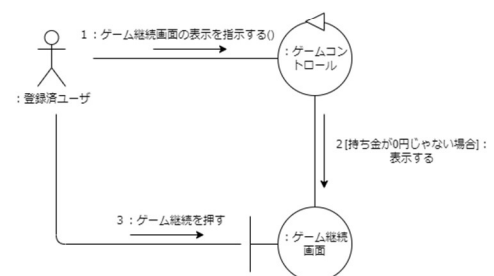 1：ゲーム継続画面の表示を指示する()
：ゲームコン
トロール
：登録済ユーザ
2 [持ち金が0円じゃない場合]：
表示する
3：ゲーム継続を押す
：ゲーム継続
画面